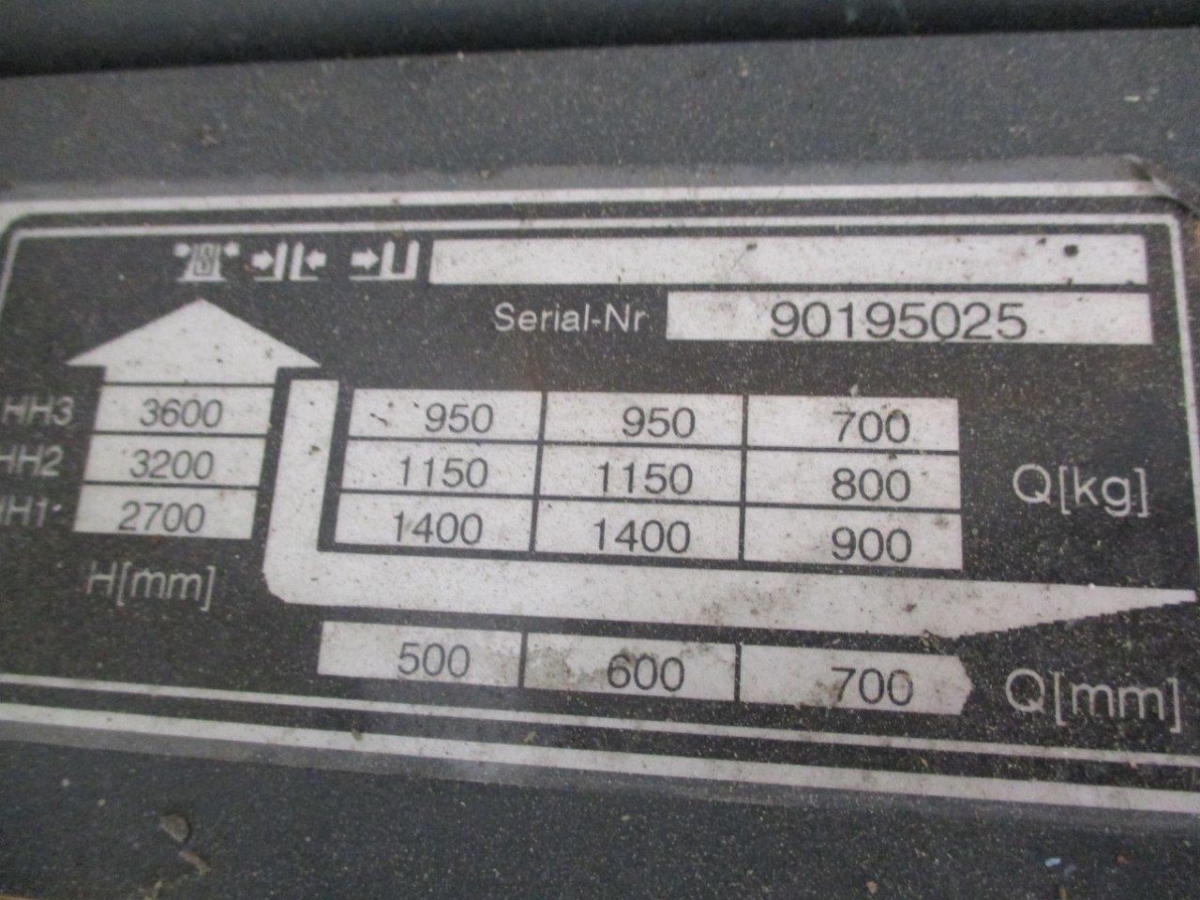 Serial-Nr 90195025
HH3 3600 950 950 700
HH2 3200 1150 1150 800 Q[kg]
HH1 2700 1400 1400 900
H[mm]
500 600 700 Q[mm]